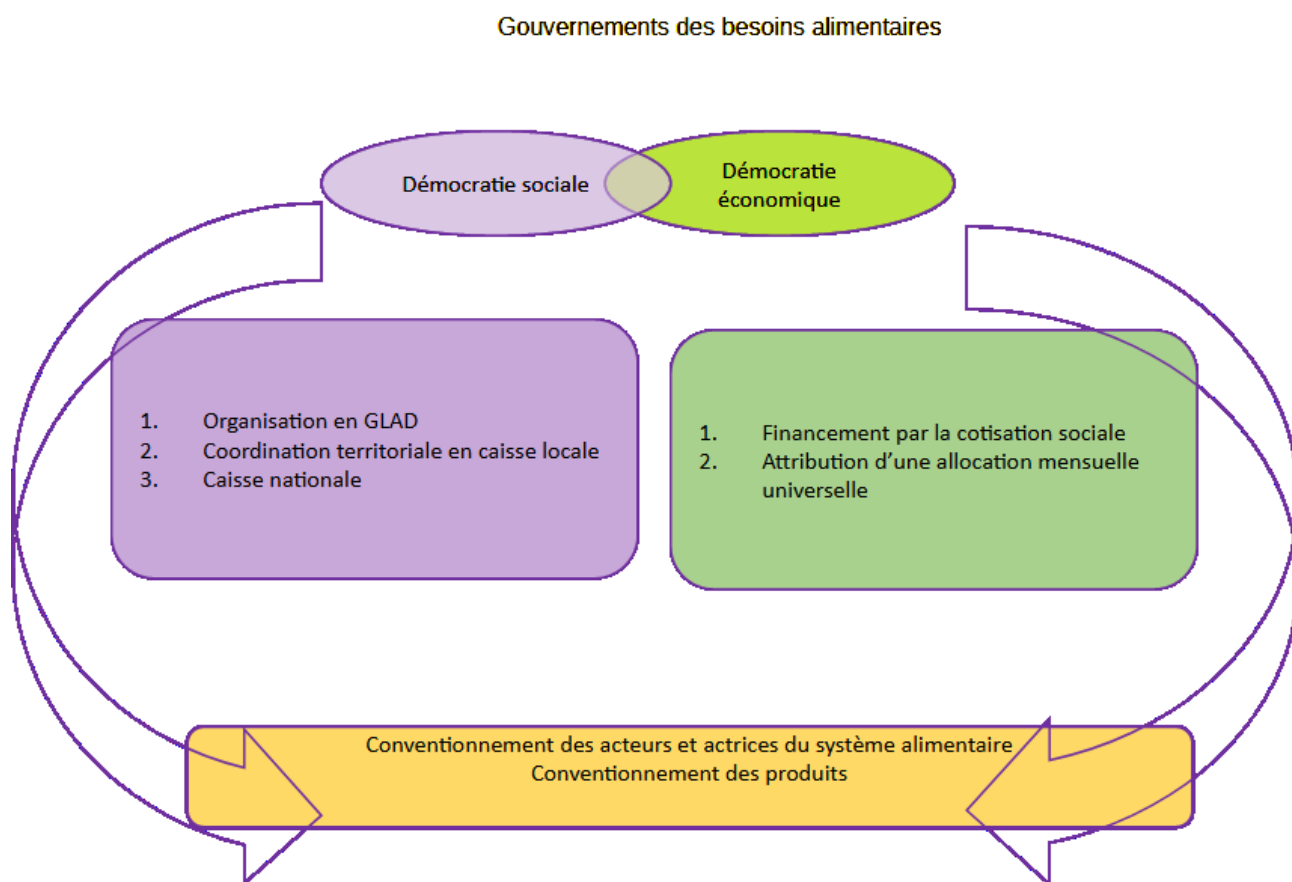 Gouvernements des besoins alimentaires
Démocratie sociale
Démocratie
économique
1. Organisation en GLAD
2. Coordination territoriale en caisse locale
3. Caisse nationale
1. Financement par la cotisation sociale
2. Attribution d’une allocation mensuelle
universelle
Conventionnement des acteurs et actrices du système alimentaire
Conventionnement des produits